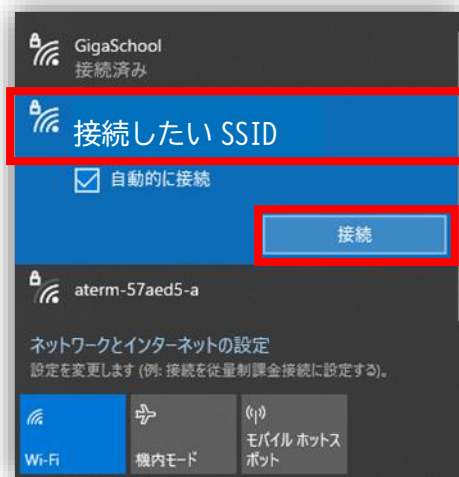 GigaSchool
接続済み
接続したい SSID
自動的に接続
接続
aterm-57aed5-a
ネットワークとインターネットの設定
設定を変更します (例: 接続を従量制課金接続に設定する)。
Wi-Fi
機内モード
モバイル ホットス
ポット